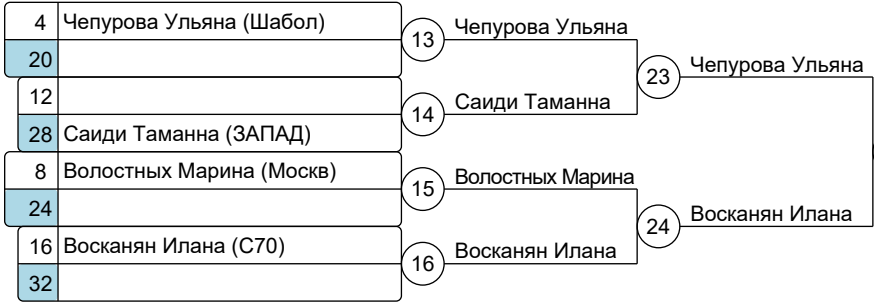 4 Чепурова Ульяна (Шабол)
20
13 Чепурова Ульяна
12
28 Саиди Таманна (ЗАПАД)
14 Саиди Таманна
23 Чепурова Ульяна
8 Волостных Марина (Москв)
24
15 Волостных Марина
16 Восканян Илана (С70)
32
16 Восканян Илана
24 Восканян Илана